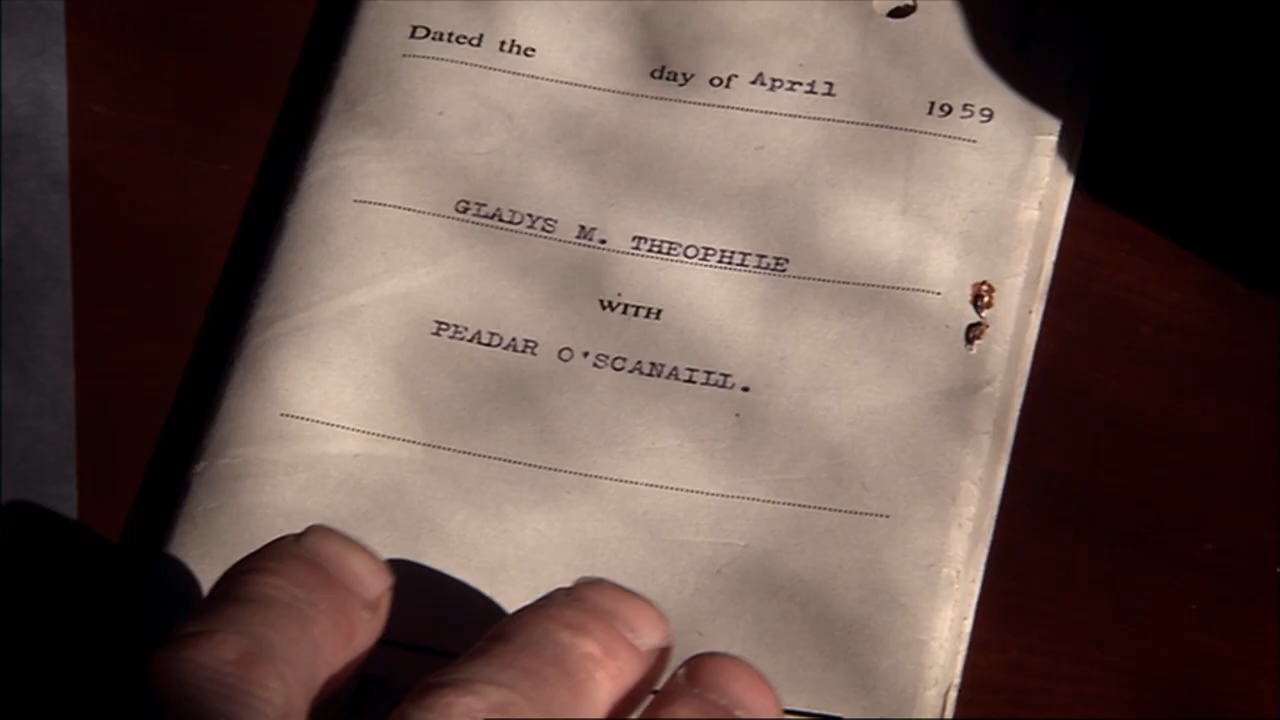 Dated the
day of April 1959
GLADYS M. THEOPHILE
WITH
PEADAR O'SCANAILL.